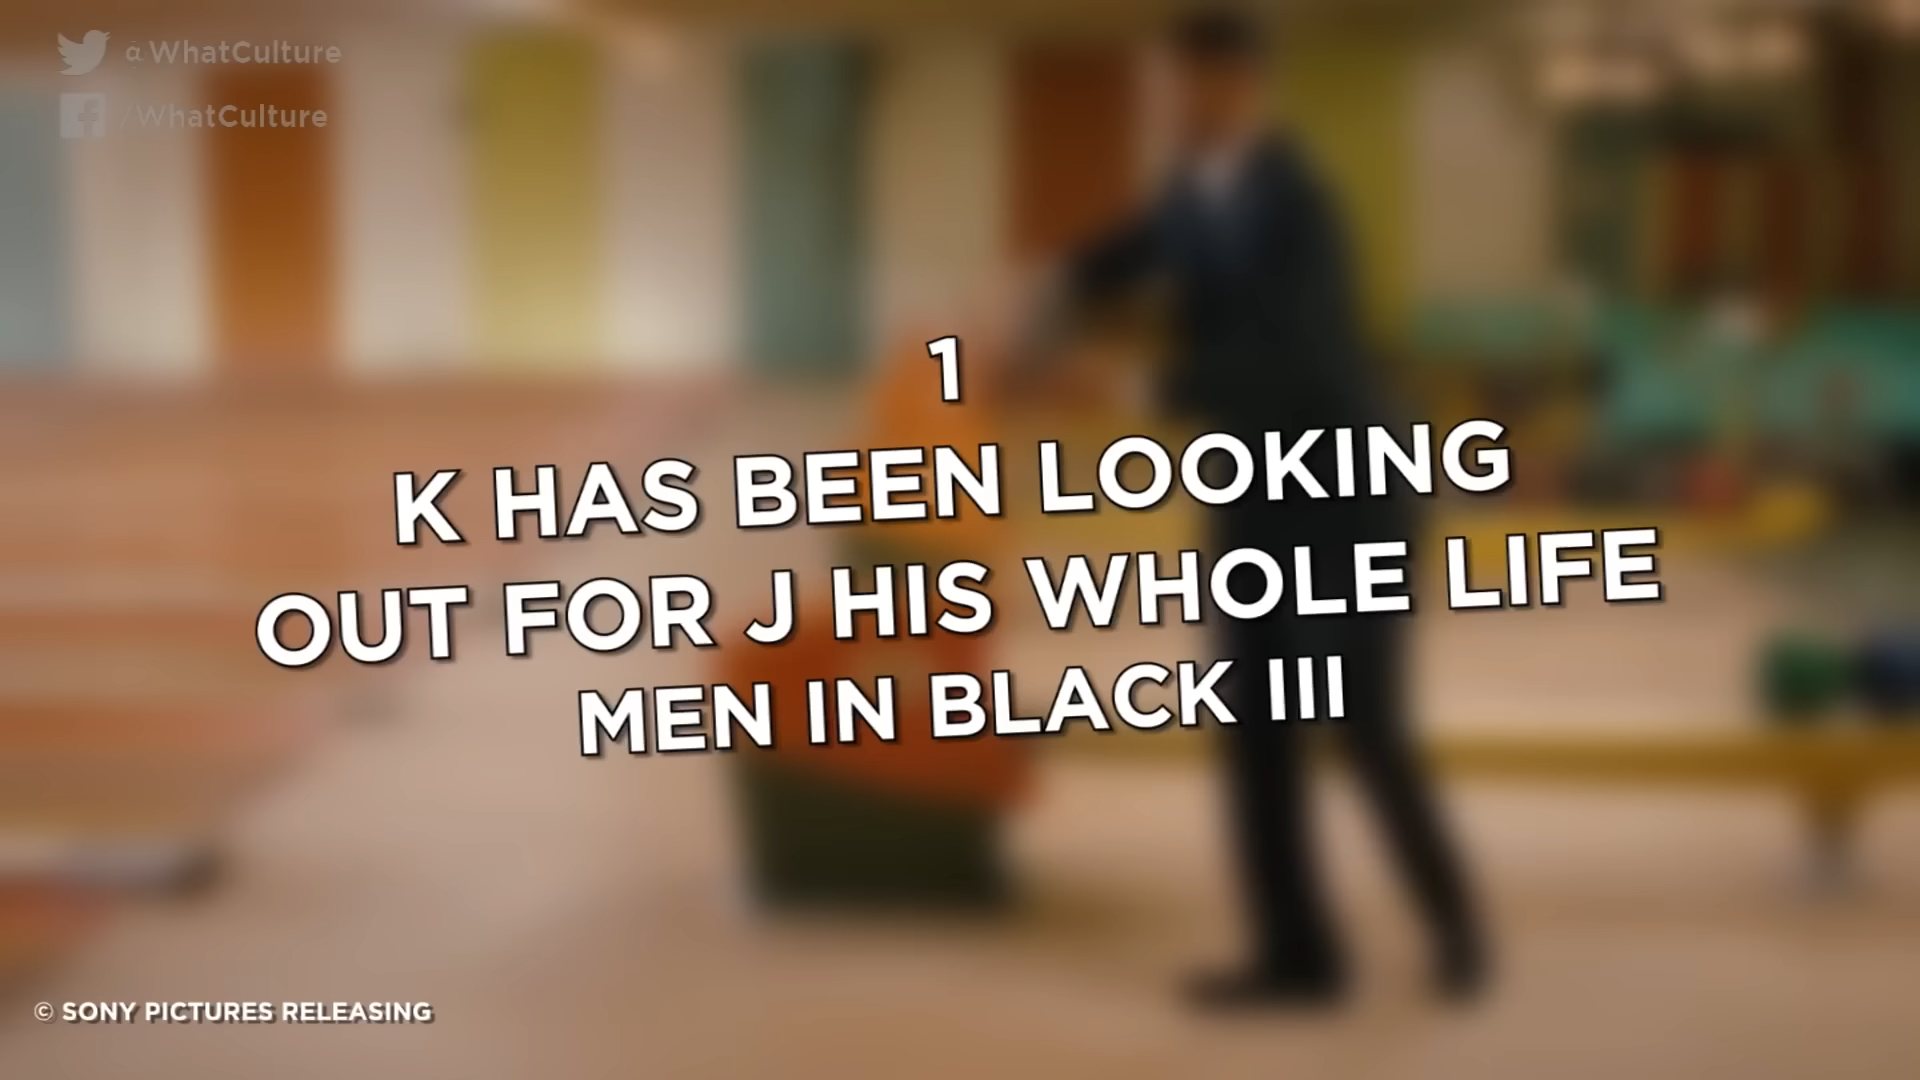 @WhatCulture
/WhatCulture
1
K HAS BEEN LOOKING
OUT FOR J HIS WHOLE LIFE
MEN IN BLACK III
© SONY PICTURES RELEASING